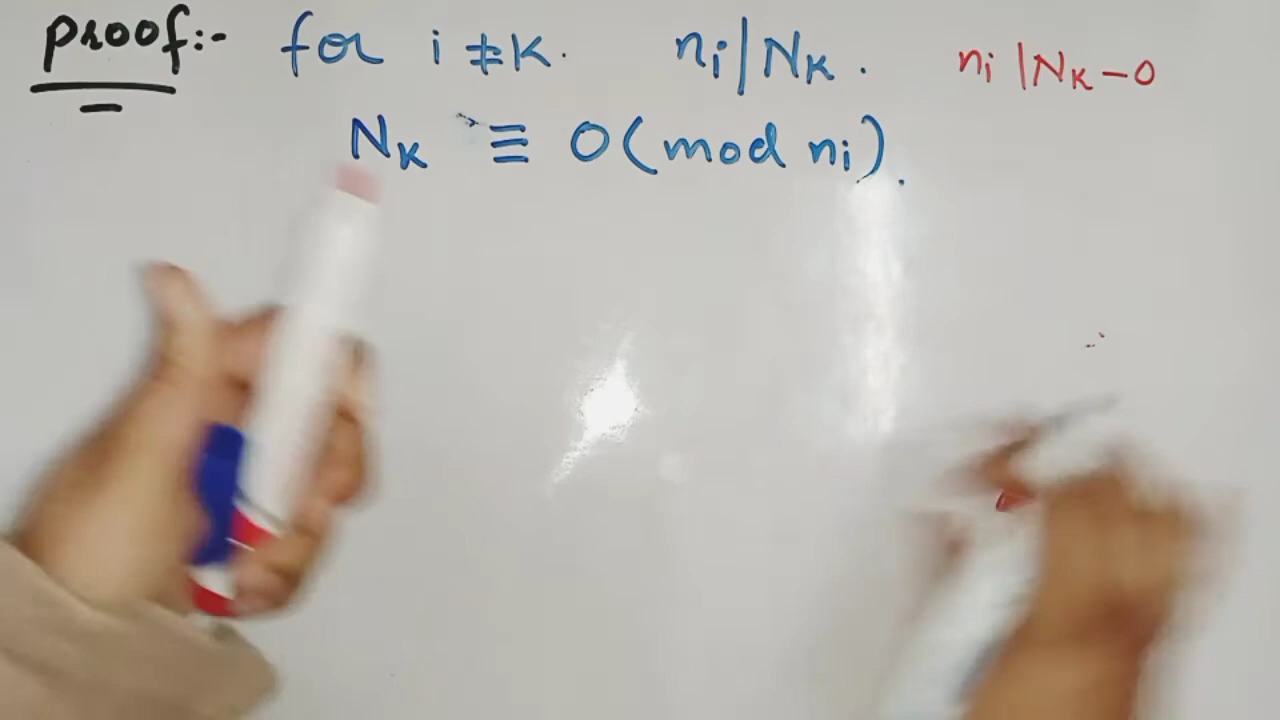 proof:- for i ≠ K. ni | NK. ni | NK - 0
NK ≡ 0 (mod ni).